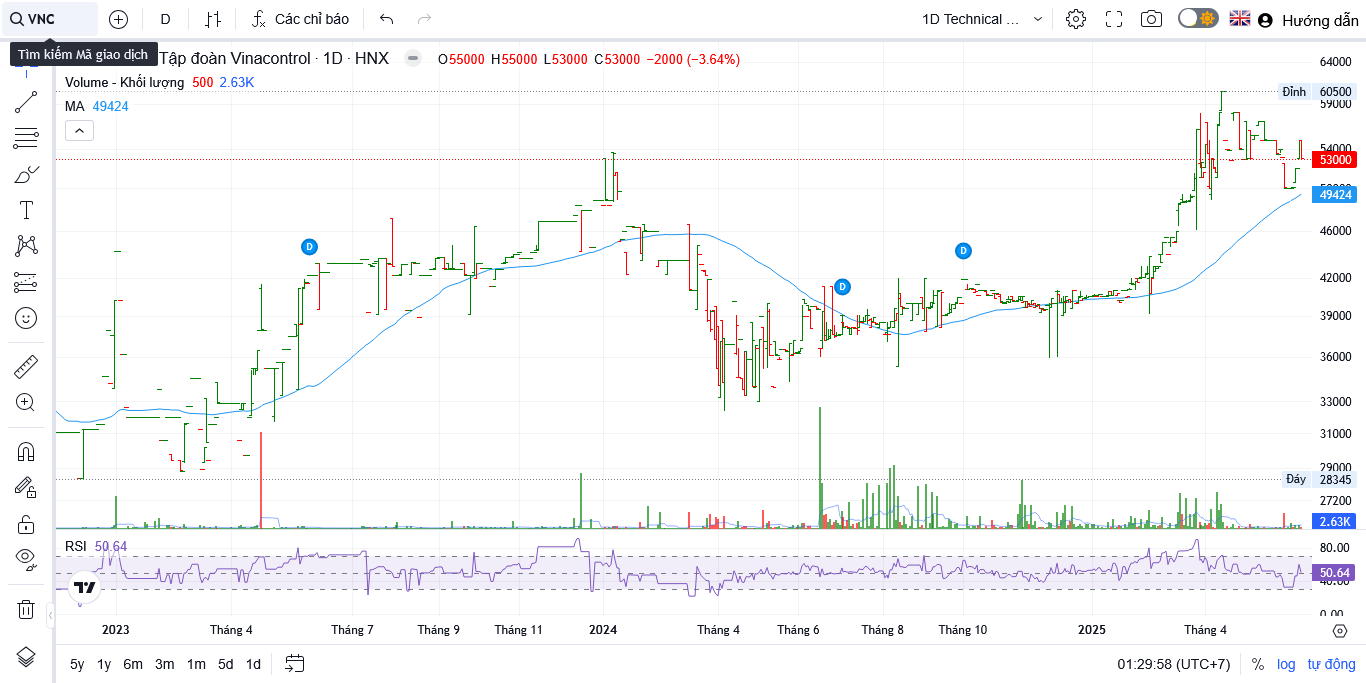 VNC
D
Các chỉ báo
1D Technical ...
Hướng dẫn
Tìm kiếm Mã giao dịch
Tập đoàn Vinacontrol · 1D · HNX
O55000 H55000 L53000 C53000 −2000 (−3.64%)
Volume - Khối lượng 500 2.63K
MA 49424
64000
Đỉnh 60500
59000
54000
53000
49424
46000
42000
39000
36000
33000
31000
29000
Đáy 28345
27200
2.63K
D
D
D
RSI 50.64
80.00
50.64
40.00
0.00
2023 Tháng 4 Tháng 7 Tháng 9 Tháng 11 2024 Tháng 4 Tháng 6 Tháng 8 Tháng 10 2025 Tháng 4
5y 1y 6m 3m 1m 5d 1d
01:29:58 (UTC+7) % log tự động